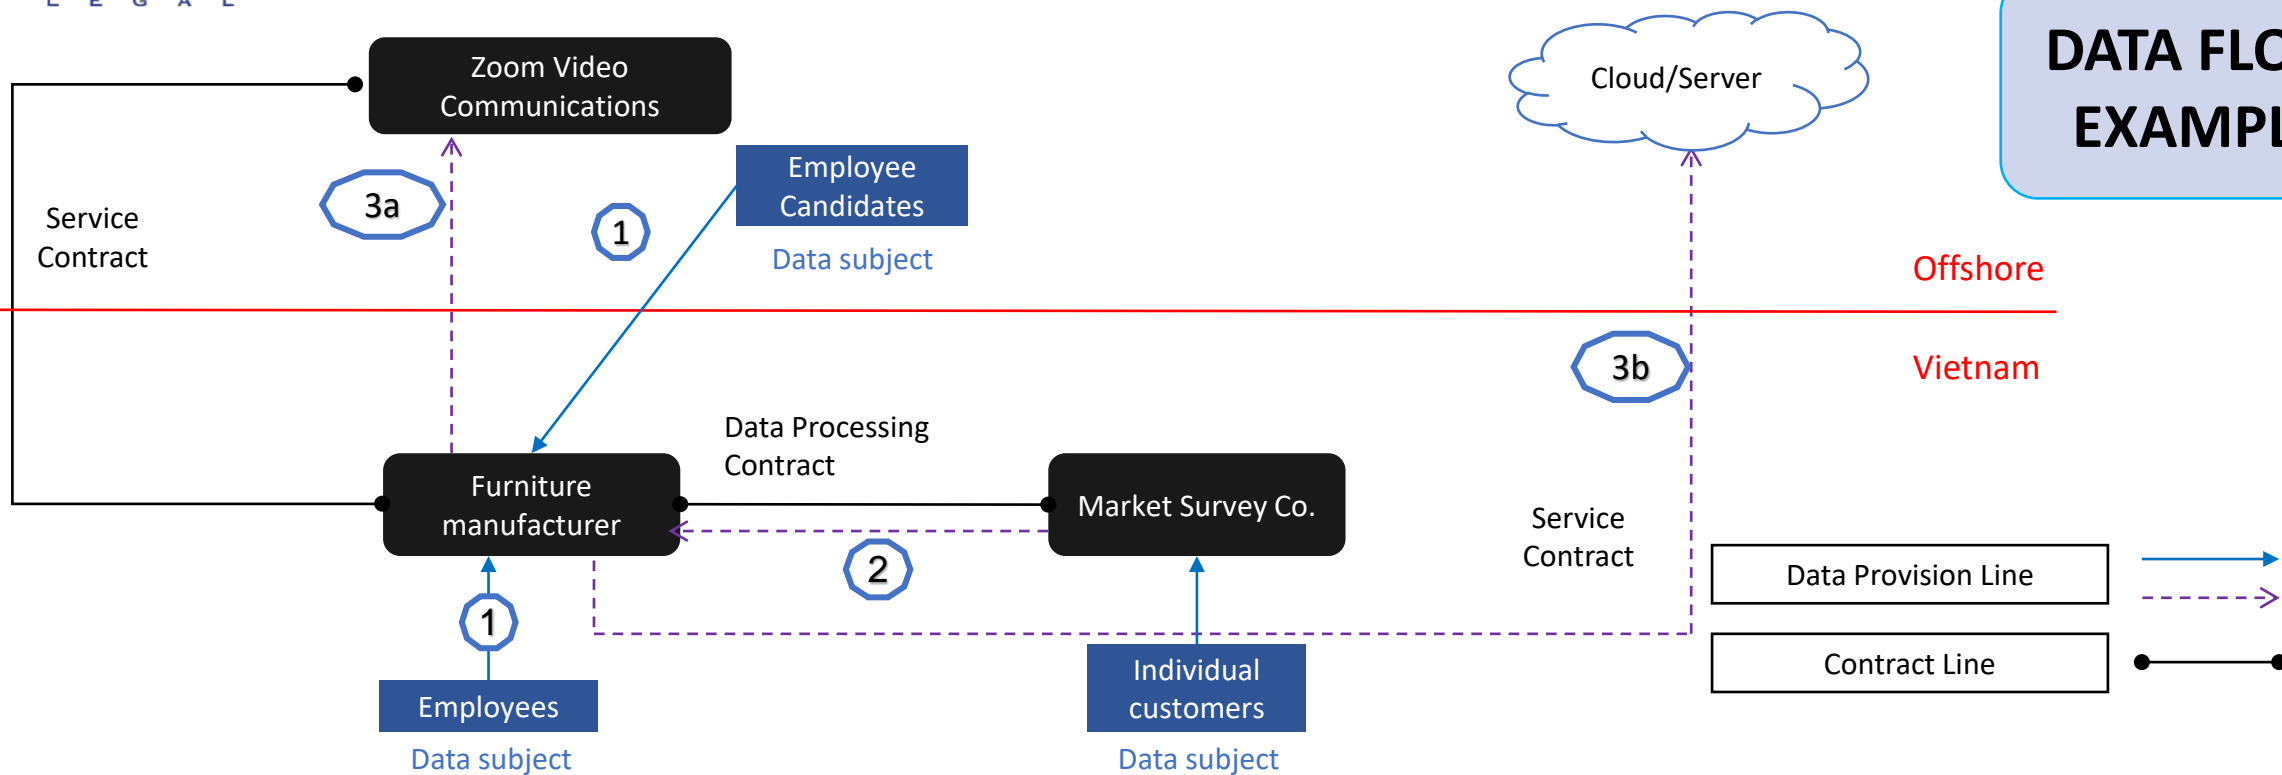 L E G A L
Zoom Video
Communications
Cloud/Server
DATA FLO
EXAMPL
Employee
Candidates
3a
1
Service
Contract
Data subject
Offshore
3b
Vietnam
Data Processing
Contract
Furniture
manufacturer
Market Survey Co.
Service
Contract
2
Data Provision Line
1
Individual
customers
Contract Line
Employees
Data subject
Data subject